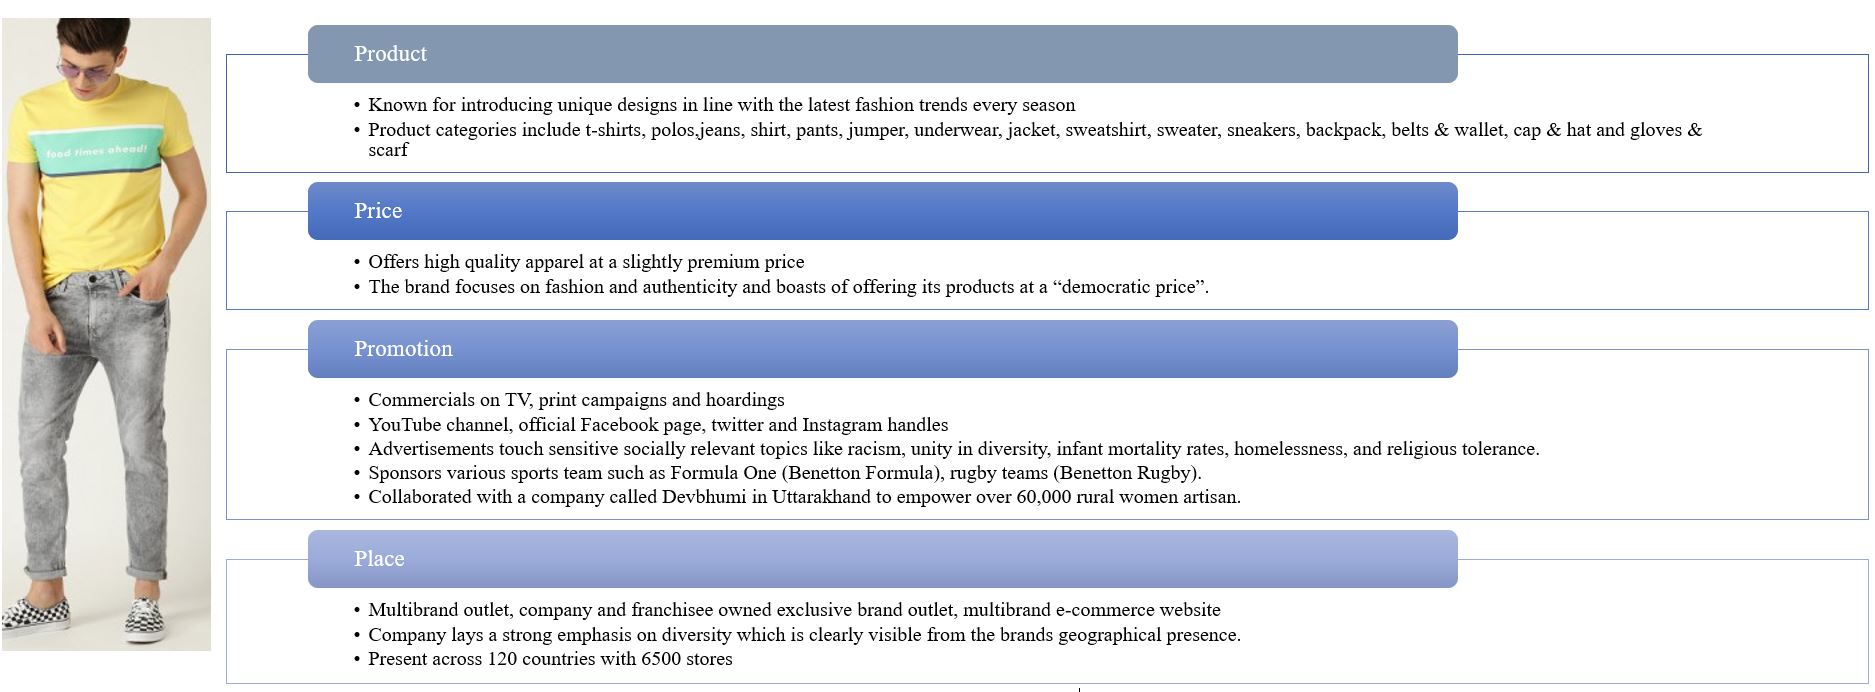 food times ahead!
Product
• Known for introducing unique designs in line with the latest fashion trends every season
• Product categories include t-shirts, polos,jeans, shirt, pants, jumper, underwear, jacket, sweatshirt, sweater, sneakers, backpack, belts & wallet, cap & hat and gloves &
scarf
Price
• Offers high quality apparel at a slightly premium price
• The brand focuses on fashion and authenticity and boasts of offering its products at a “democratic price”.
Promotion
• Commercials on TV, print campaigns and hoardings
• YouTube channel, official Facebook page, twitter and Instagram handles
• Advertisements touch sensitive socially relevant topics like racism, unity in diversity, infant mortality rates, homelessness, and religious tolerance.
• Sponsors various sports team such as Formula One (Benetton Formula), rugby teams (Benetton Rugby).
• Collaborated with a company called Devbhumi in Uttarakhand to empower over 60,000 rural women artisan.
Place
• Multibrand outlet, company and franchisee owned exclusive brand outlet, multibrand e-commerce website
• Company lays a strong emphasis on diversity which is clearly visible from the brands geographical presence.
• Present across 120 countries with 6500 stores